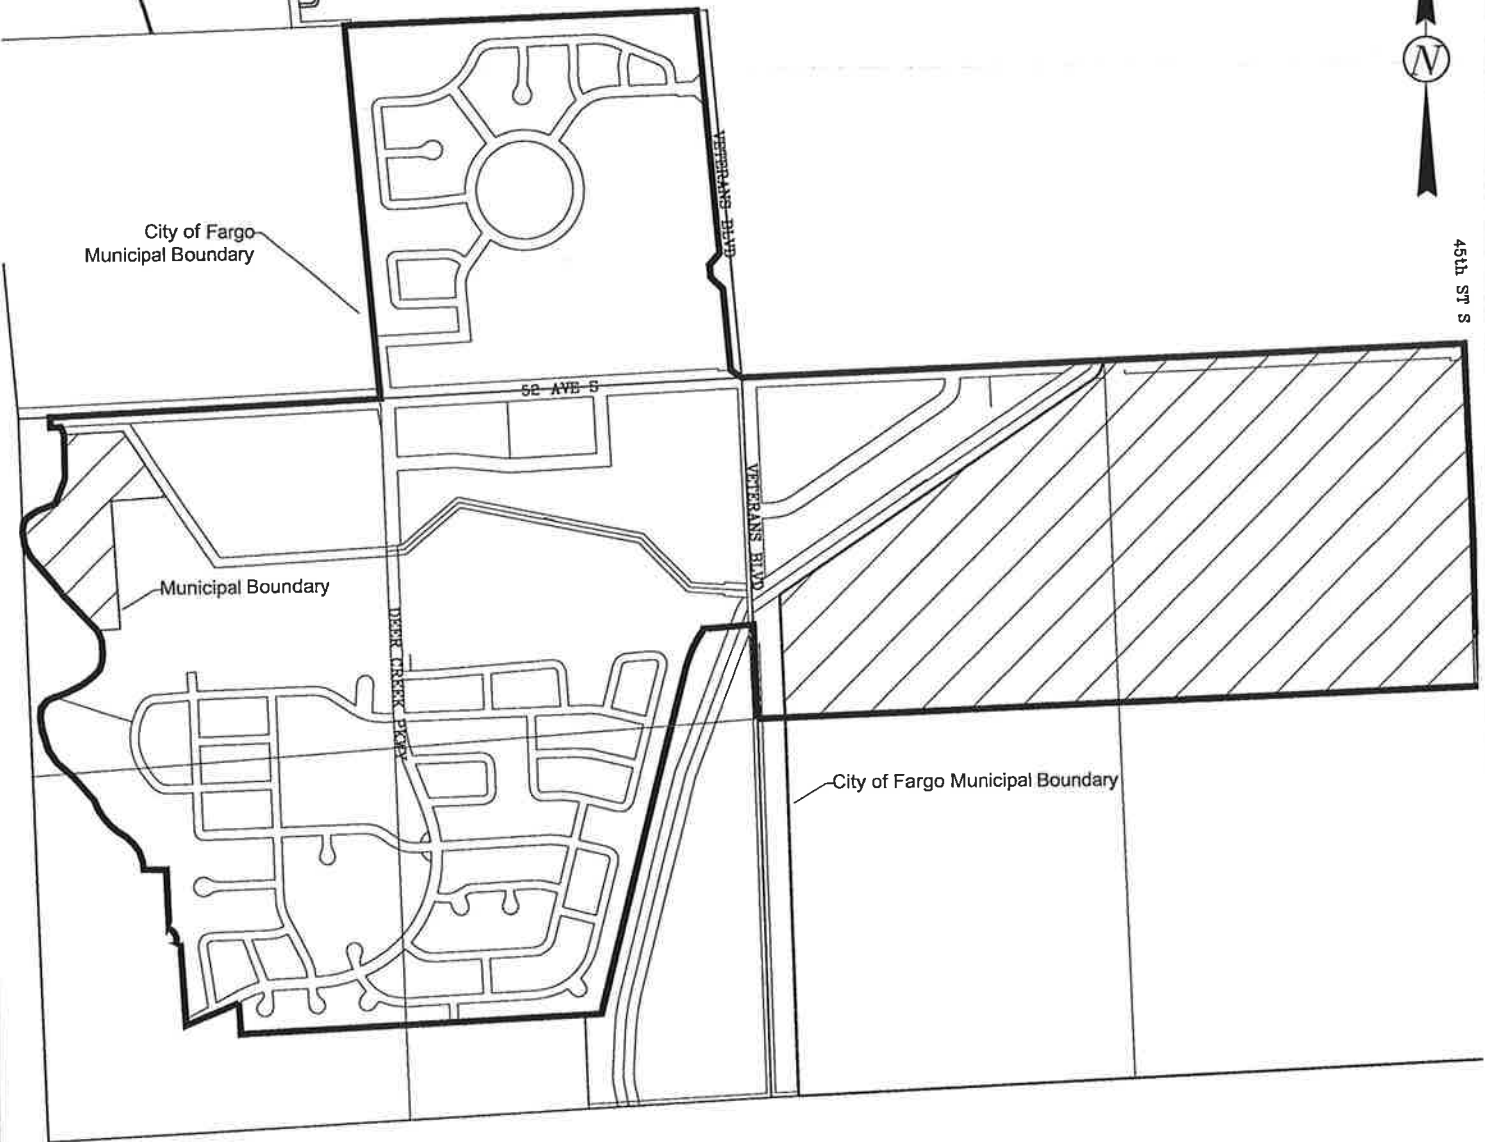 N
VETERANS BLVD
City of Fargo
Municipal Boundary
45th ST S
52 AVE S
VETERANS BLVD
Municipal Boundary
DEER CREEK PKWY
City of Fargo Municipal Boundary